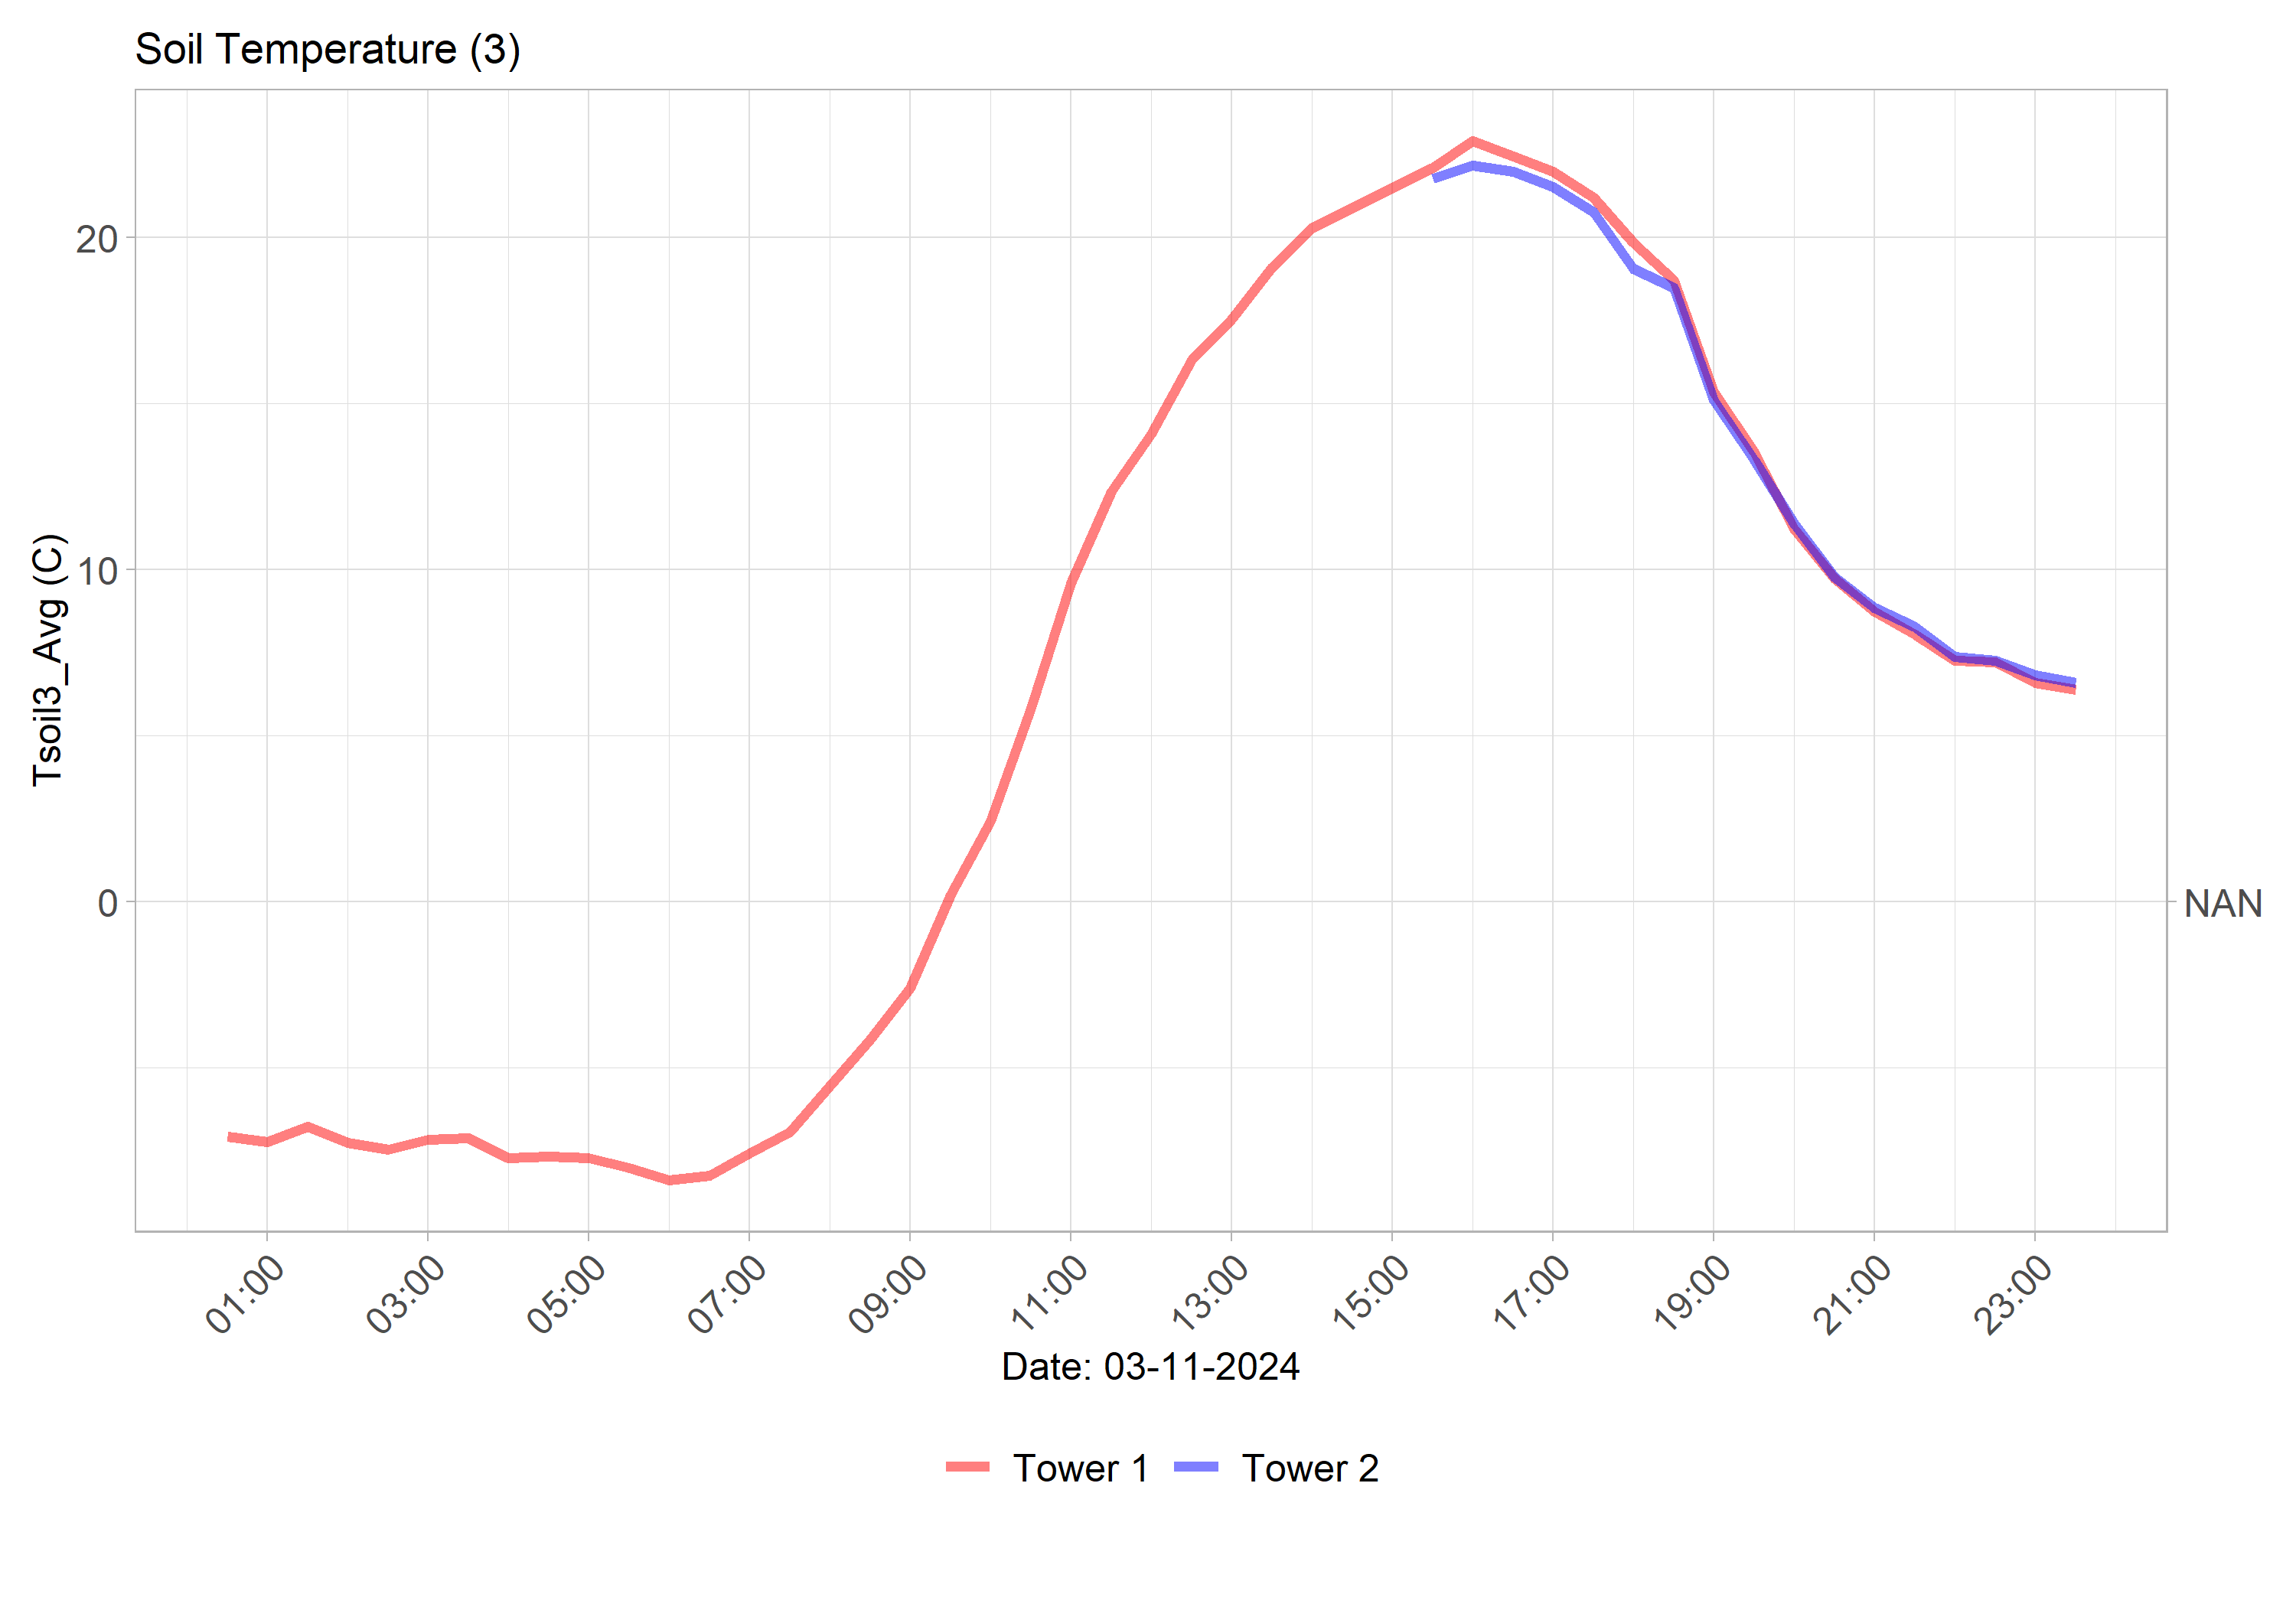 Soil Temperature (3)
Tsoil3_Avg (C)
20
10
0
NAN
01:00 03:00 05:00 07:00 09:00 11:00 13:00 15:00 17:00 19:00 21:00 23:00
Date: 03-11-2024
Tower 1 Tower 2